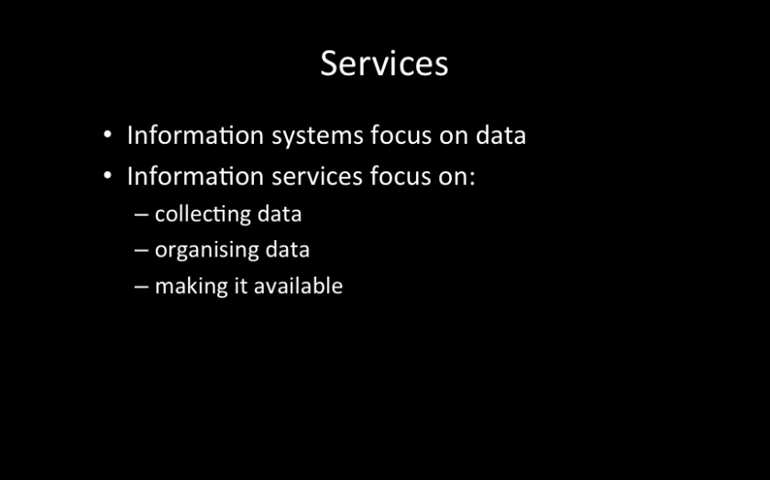 Services
• Information systems focus on data
• Information services focus on:
– collecting data
– organising data
– making it available